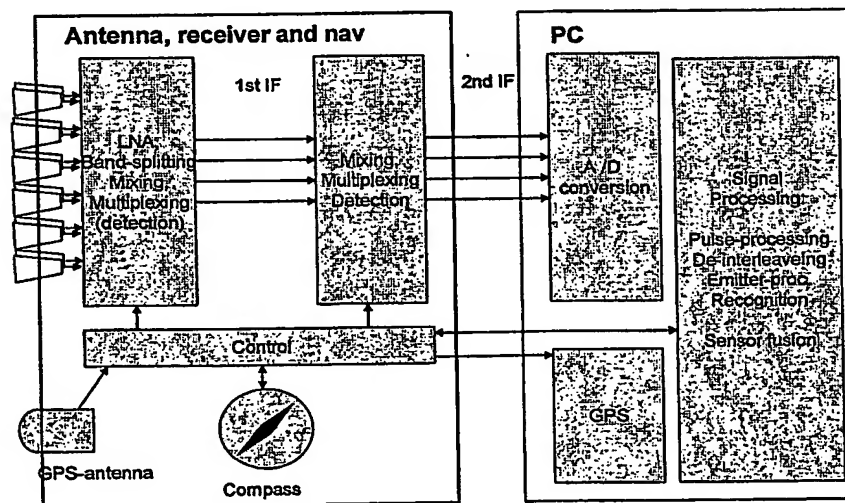 Antenna, receiver and nav
PC
1st IF
2nd IF
LNA,
Band-splitting
Mixing,
Multiplexing
(detection)
Mixing,
Multiplexing
Detection
A /D
conversion
Signal
Processing:
Pulse-processing
De-interleaveing
Emitter-proc.
Recognition
Sensor fusion
Control
GPS
GPS-antenna
Compass